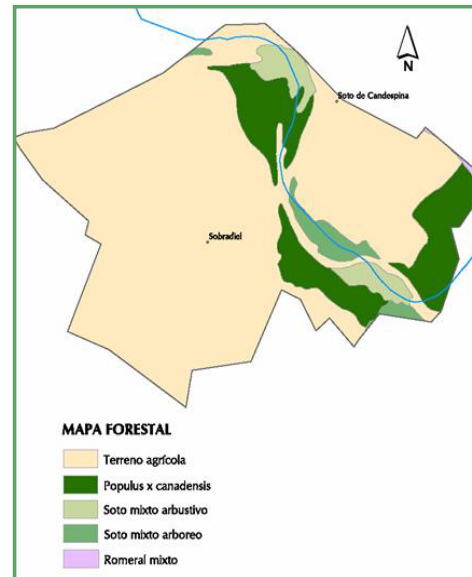 N
Soto de Candespina
Sobradiel
MAPA FORESTAL
Terreno agrícola
Populus x canadensis
Soto mixto arbustivo
Soto mixto arboreo
Romeral mixto